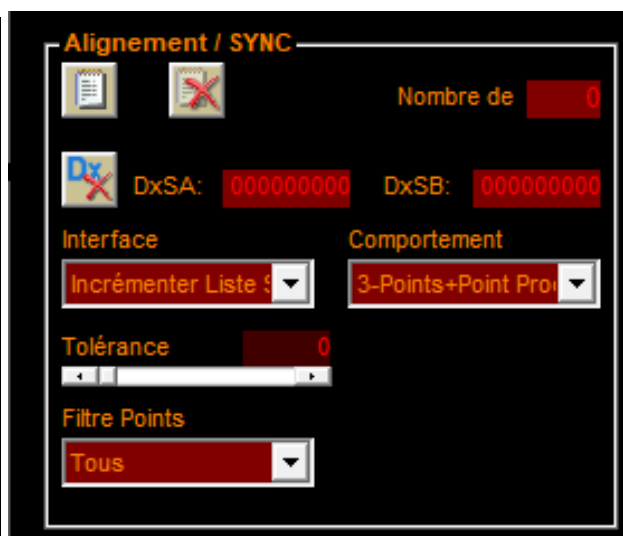 Alignement / SYNC
Nombre de 0
Dx DxSA: 000000000 DxSB: 000000000
Interface Comportement
Incrémenter Liste 3-Points+Point
Tolérance 0
Filtre Points
Tous